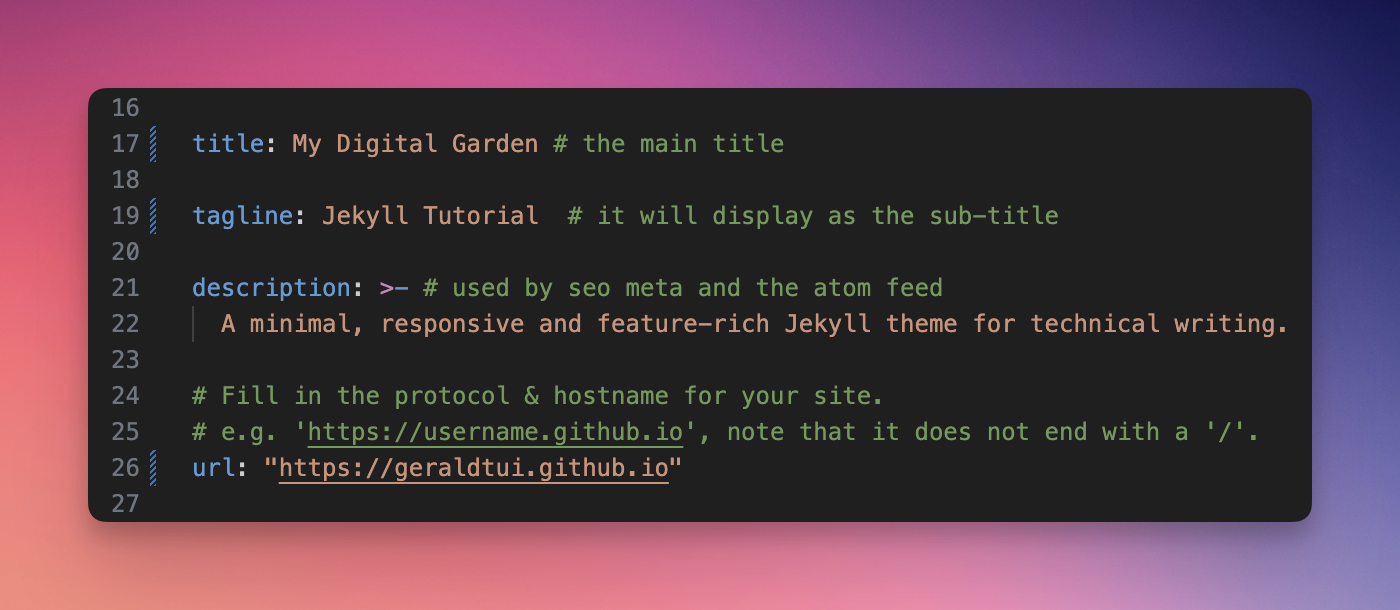 16
17 title: My Digital Garden # the main title
18
19 tagline: Jekyll Tutorial  # it will display as the sub-title
20
21 description: >- # used by seo meta and the atom feed
22   A minimal, responsive and feature-rich Jekyll theme for technical writing.
23
24 # Fill in the protocol & hostname for your site.
25 # e.g. 'https://username.github.io', note that it does not end with a '/'.
26 url: "https://geraldtui.github.io"
27